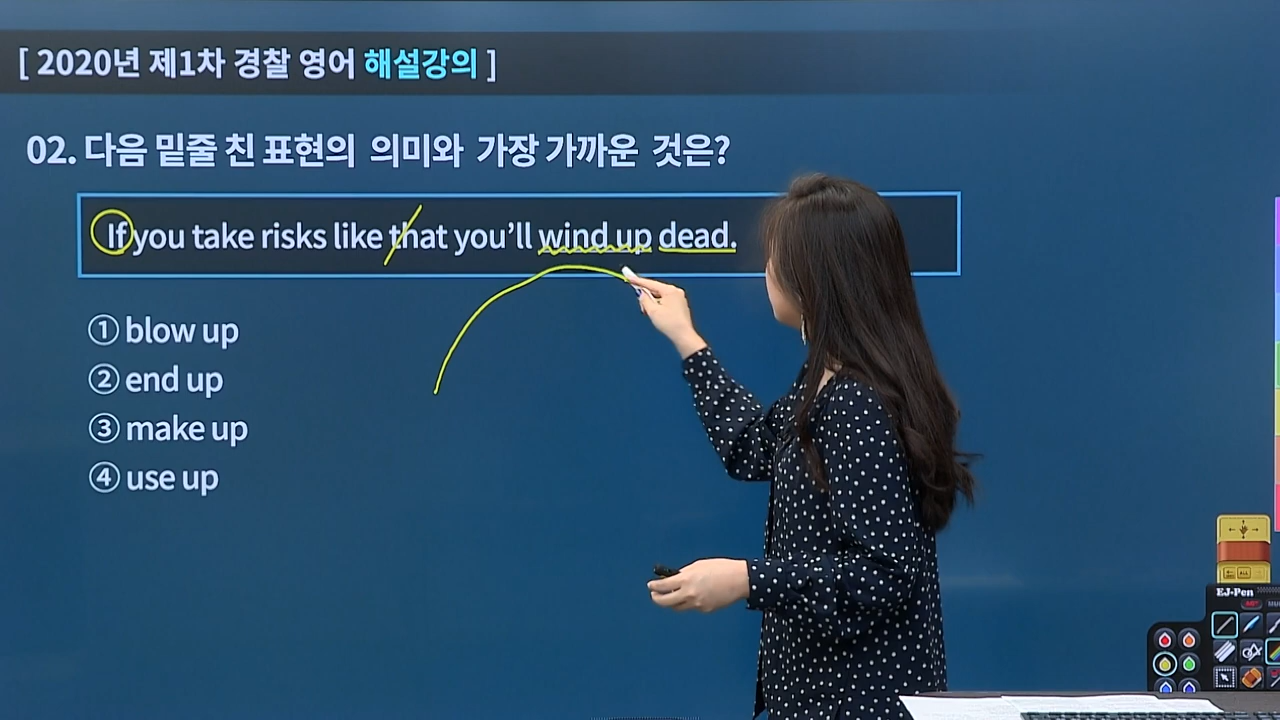 [ 2020년 제1차 경찰 영어 해설강의 ]
02. 다음 밑줄 친 표현의 의미와 가장 가까운 것은?
If you take risks like that you’ll wind up dead.
① blow up
② end up
③ make up
④ use up
EJ-Pen